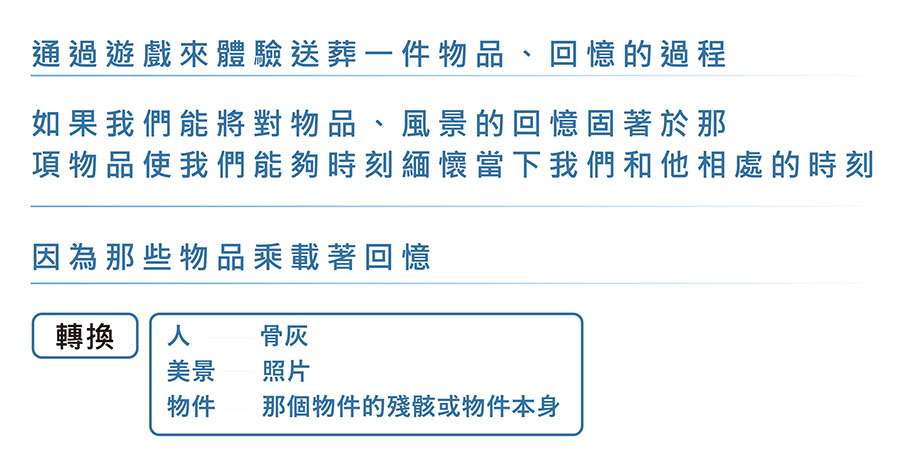 通過遊戲來體驗送葬一件物品、回憶的過程
如果我們能將對物品、風景的回憶固著於那
項物品使我們能夠時刻緬懷當下我們和他相處的時刻
因為那些物品乘載著回憶
轉換
人 骨灰
美景 照片
物件 那個物件的殘骸或物件本身